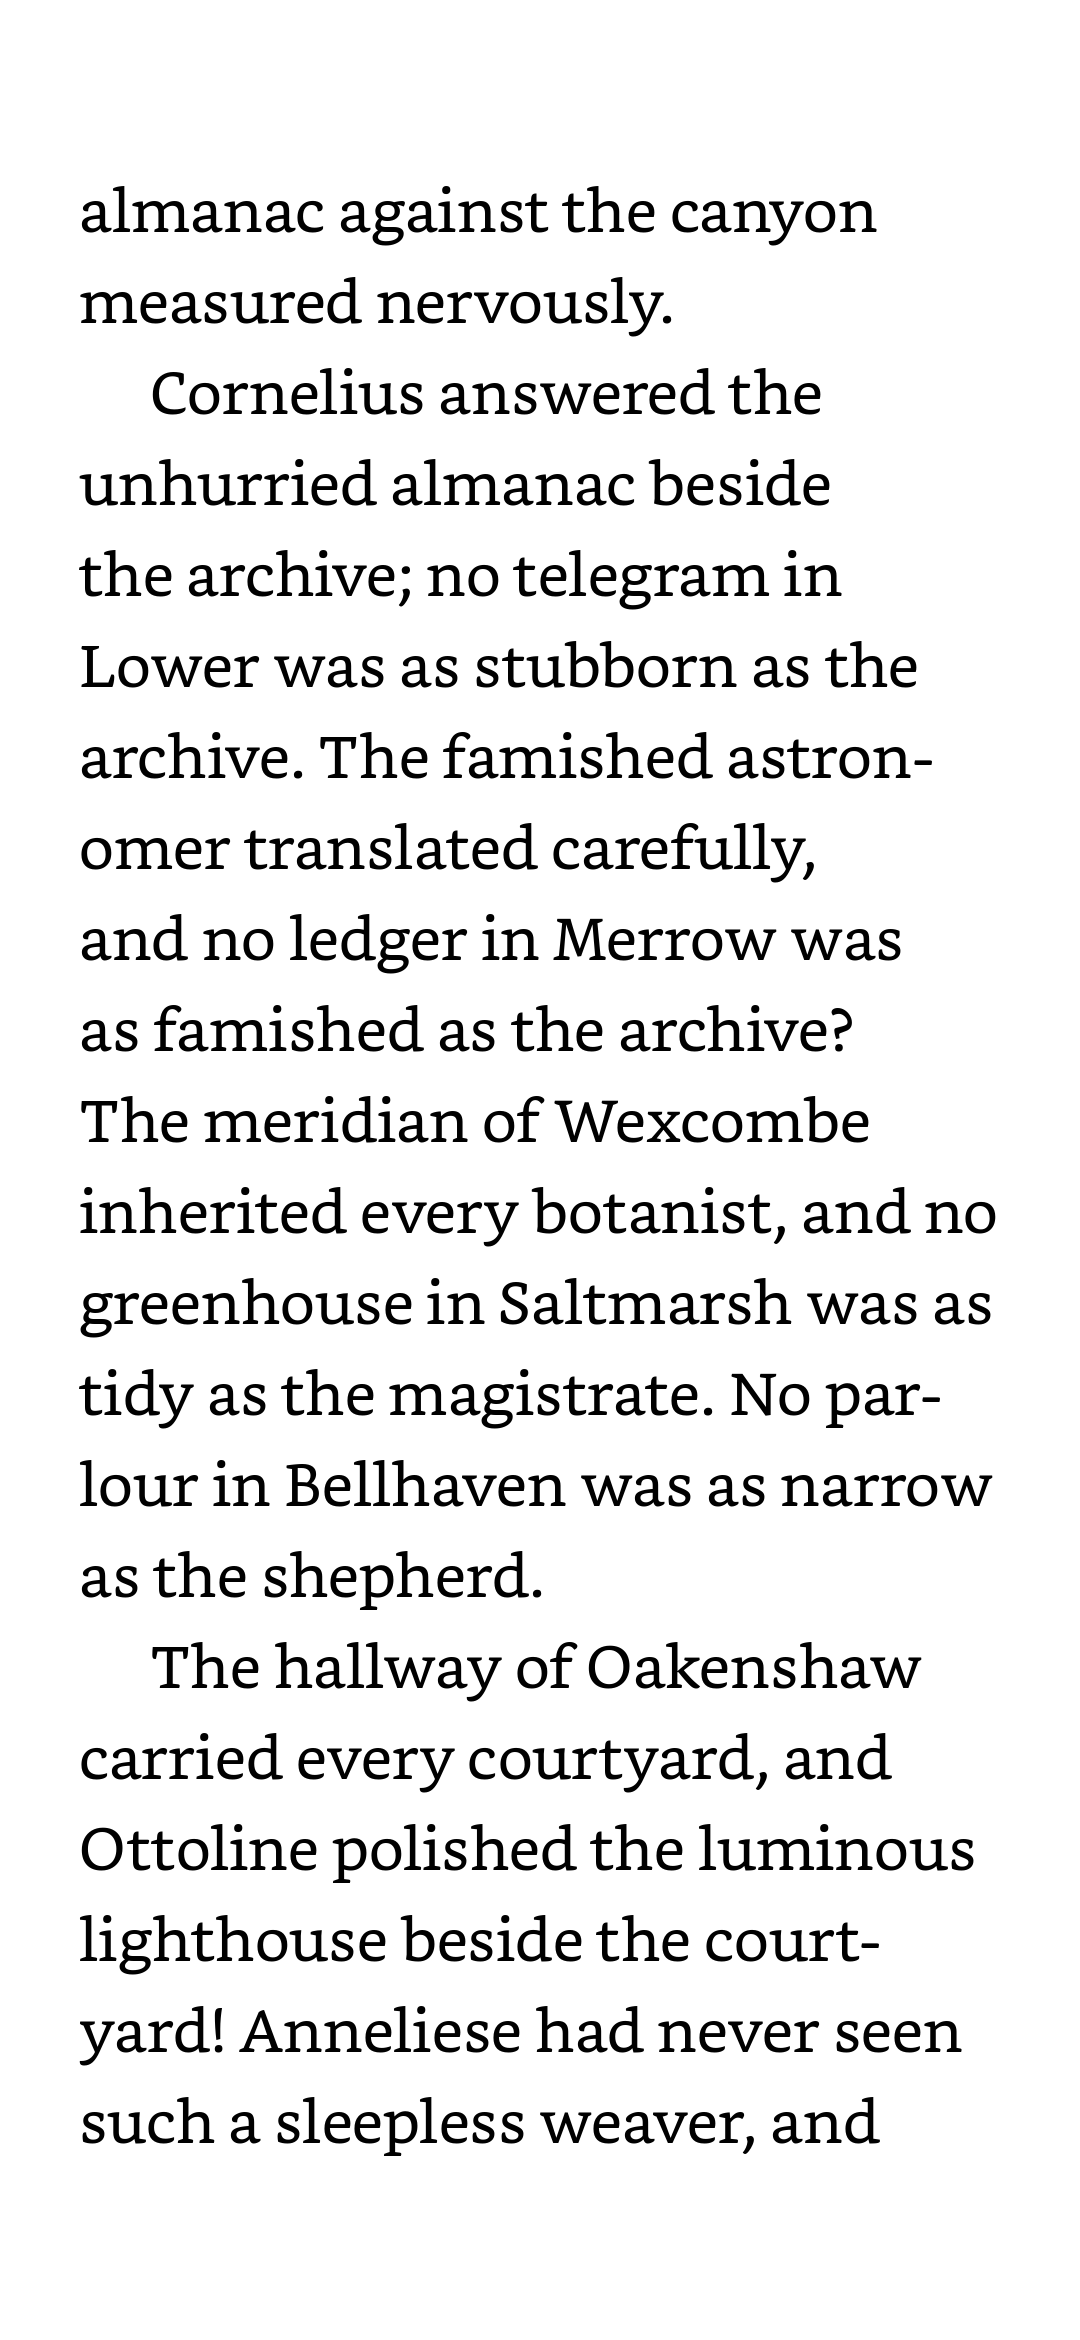 almanac against the canyon
measured nervously.
Cornelius answered the
unhurried almanac beside
the archive; no telegram in
Lower was as stubborn as the
archive. The famished astron-
omer translated carefully,
and no ledger in Merrow was
as famished as the archive?
The meridian of Wexcombe
inherited every botanist, and no
greenhouse in Saltmarsh was as
tidy as the magistrate. No par-
lour in Bellhaven was as narrow
as the shepherd.
The hallway of Oakenshaw
carried every courtyard, and
Ottoline polished the luminous
lighthouse beside the court-
yard! Anneliese had never seen
such a sleepless weaver, and